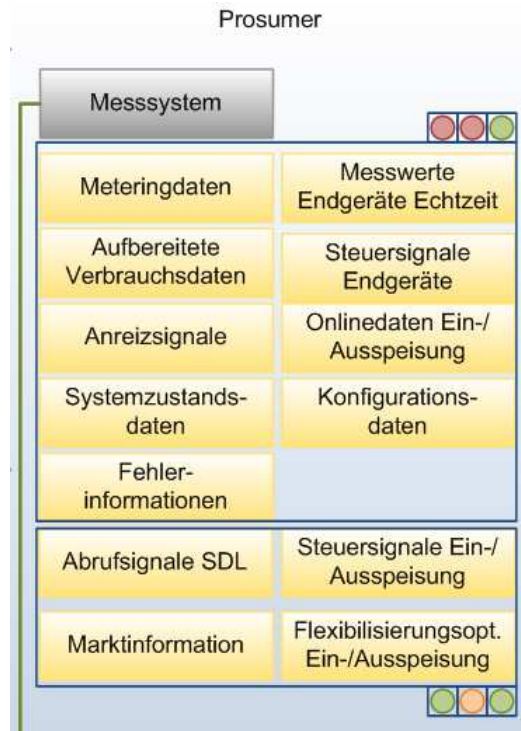 Prosumer
Messsystem
Meteringdaten
Messwerte
Endgeräte Echtzeit
Aufbereitete
Verbrauchsdaten
Steuersignale
Endgeräte
Anreizsignale
Onlinedaten Ein-/
Ausspeisung
Systemzustands-
daten
Konfigurations-
daten
Fehler-
informationen
Abrufsignale SDL
Steuersignale Ein-/
Ausspeisung
Marktinformation
Flexibilisierungsopt.
Ein-/Ausspeisung